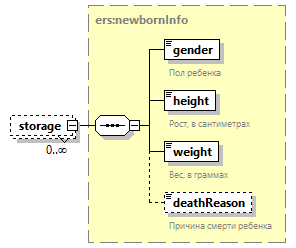 ers:newbornInfo
gender
Пол ребенка
height
Рост, в сантиметрах
storage
0..∞
weight
Вес, в граммах
deathReason
Причина смерти ребенка